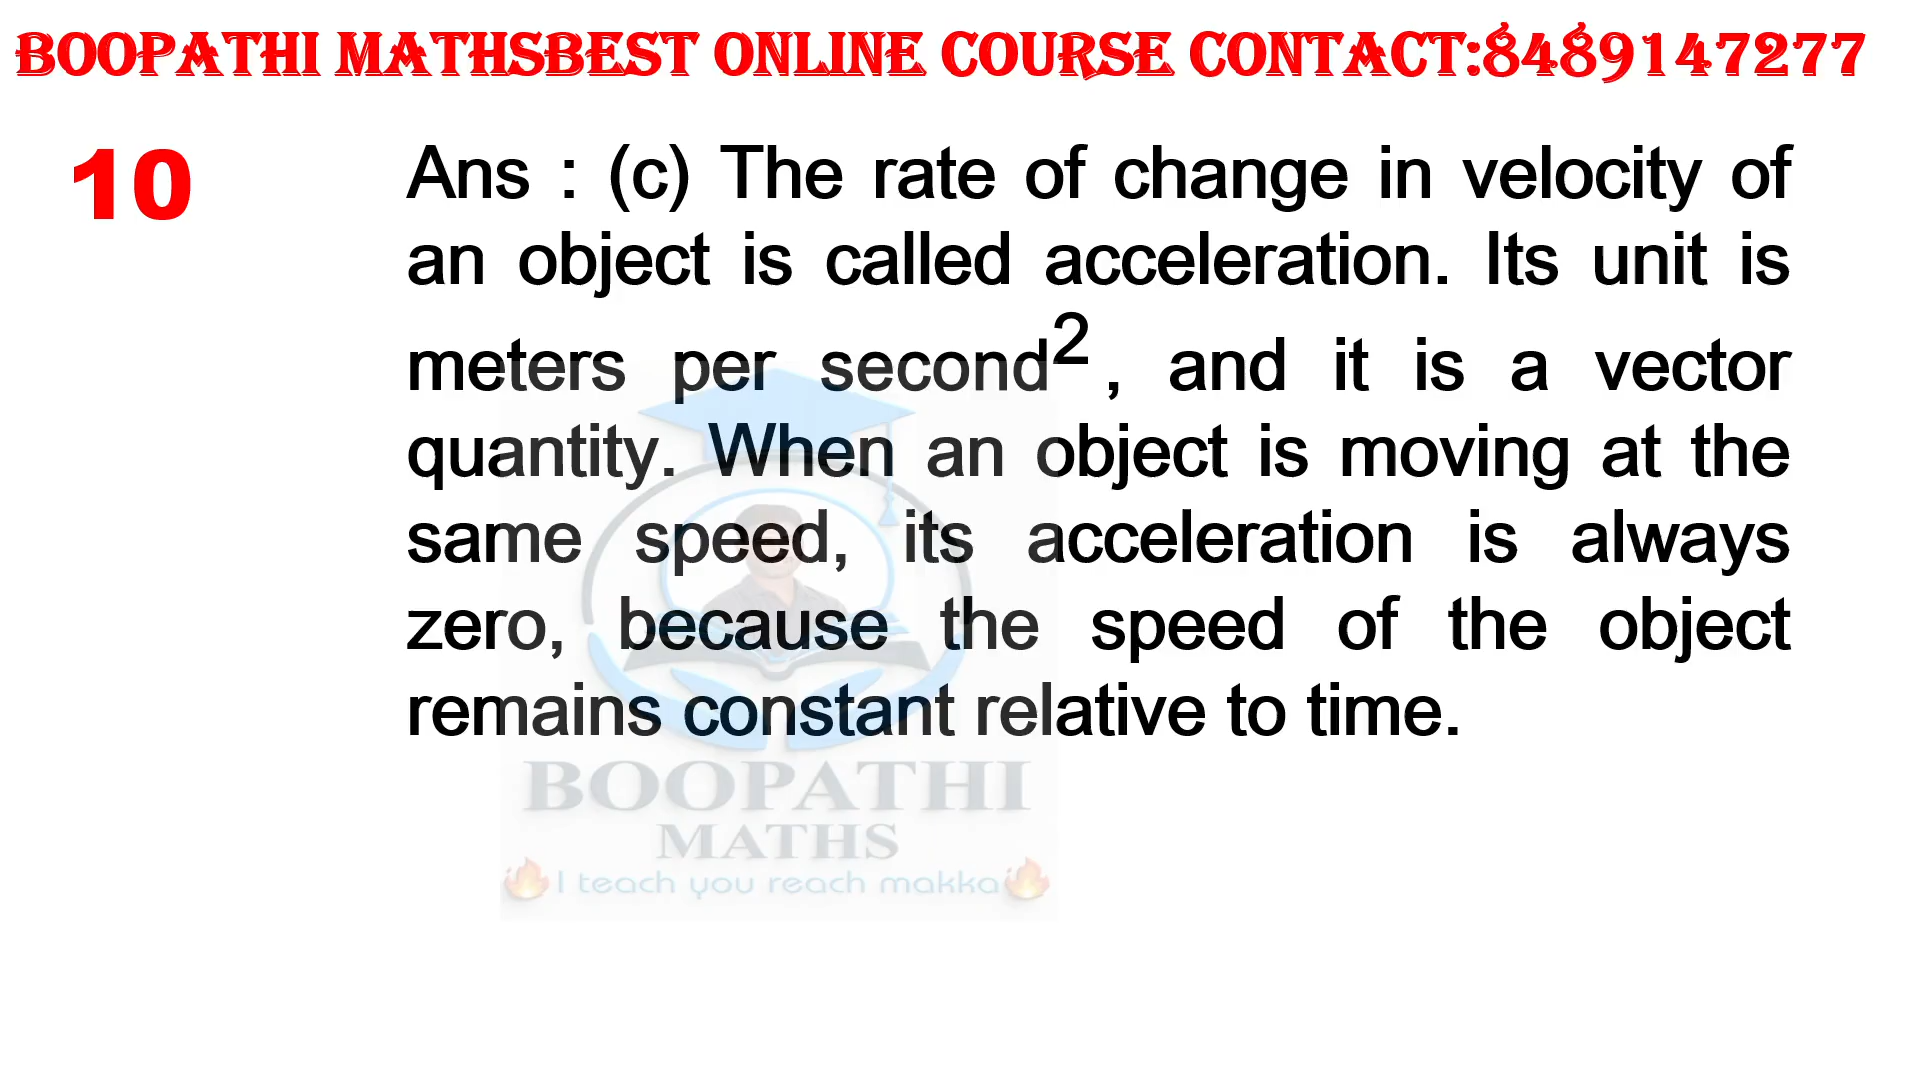 BOOPATHI MATHSBEST ONLINE COURSE CONTACT:8489147277
10
Ans : (c) The rate of change in velocity of
an object is called acceleration. Its unit is
meters per second², and it is a vector
quantity. When an object is moving at the
same speed, its acceleration is always
zero, because the speed of the object
remains constant relative to time.
BOOPATHI
MATHS
I teach you reach makka